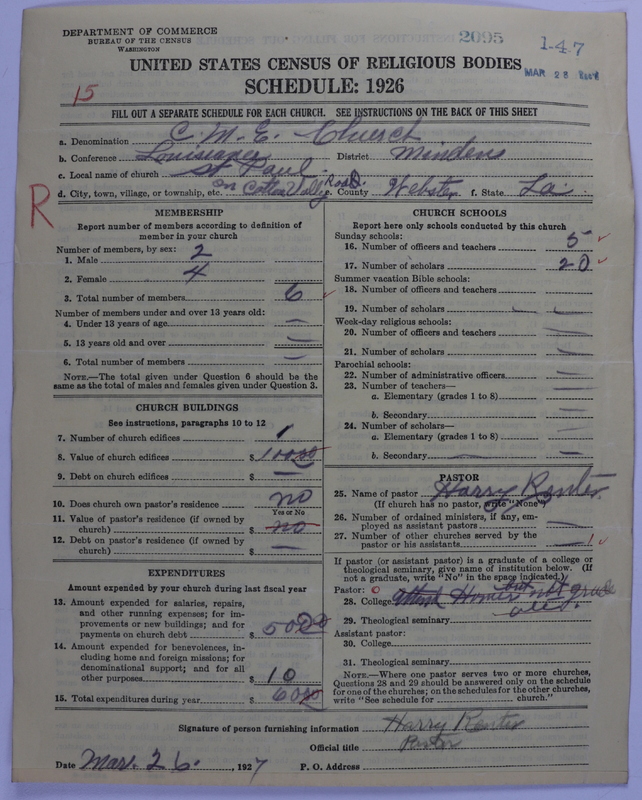 DEPARTMENT OF COMMERCE
BUREAU OF THE CENSUS
WASHINGTON
2095
1-47
UNITED STATES CENSUS OF RELIGIOUS BODIES
MAR 28 Rec'd
SCHEDULE: 1926
15
FILL OUT A SEPARATE SCHEDULE FOR EACH CHURCH. SEE INSTRUCTIONS ON THE BACK OF THIS SHEET
a. Denomination C. M. E. Church
b. Conference Louisiana District Minden
c. Local name of church St Paul
d. City, town, village, or township, etc. on Cotton Valley Road. e. County Webster f. State La.
R
MEMBERSHIP
Report number of members according to definition of
member in your church
Number of members, by sex:
1. Male 2
2. Female 4
3. Total number of members 6
Number of members under and over 13 years old:
4. Under 13 years of age —
5. 13 years old and over —
6. Total number of members —
NOTE.—The total given under Question 6 should be the
same as the total of males and females given under Question 3.
CHURCH BUILDINGS
See instructions, paragraphs 10 to 12
7. Number of church edifices 1
8. Value of church edifices $ 10000
9. Debt on church edifices $ —
10. Does church own pastor's residence? no
Yes or No
11. Value of pastor's residence (if owned by
church) $ no
12. Debt on pastor's residence (if owned by
church) $ —
EXPENDITURES
Amount expended by your church during last fiscal year
13. Amount expended for salaries, repairs,
and other running expenses; for im-
provements or new buildings; and for
payments on church debt $ 5000
14. Amount expended for benevolences, in-
cluding home and foreign missions; for
denominational support; and for all
other purposes $ 10
15. Total expenditures during year $ 6000
CHURCH SCHOOLS
Report here only schools conducted by this church
Sunday schools:
16. Number of officers and teachers 5
17. Number of scholars 20
Summer vacation Bible schools:
18. Number of officers and teachers —
19. Number of scholars —
Week-day religious schools:
20. Number of officers and teachers —
21. Number of scholars —
Parochial schools:
22. Number of administrative officers —
23. Number of teachers—
a. Elementary (grades 1 to 8) —
b. Secondary —
24. Number of scholars—
a. Elementary (grades 1 to 8) —
b. Secondary —
PASTOR
25. Name of pastor Harry
(If church has no pastor, write "None")
26. Number of ordained ministers, if any, em-
ployed as assistant pastors —
27. Number of other churches served by the
pastor or his assistants 1
If pastor (or assistant pastor) is a graduate of a college or
theological seminary, give name of institution below. (If
not a graduate, write "No" in the space indicated.)
Pastor: 0
28. College Homer but not
29. Theological seminary
Assistant pastor:
30. College
31. Theological seminary
NOTE.—Where one pastor serves two or more churches,
Questions 28 and 29 should be answered only on the schedule
for one of the churches; on the schedules for the other churches,
write "See schedule for church."
Signature of person furnishing information Harry
Official title Pastor
Date Mar. 26. , 1927 P. O. Address